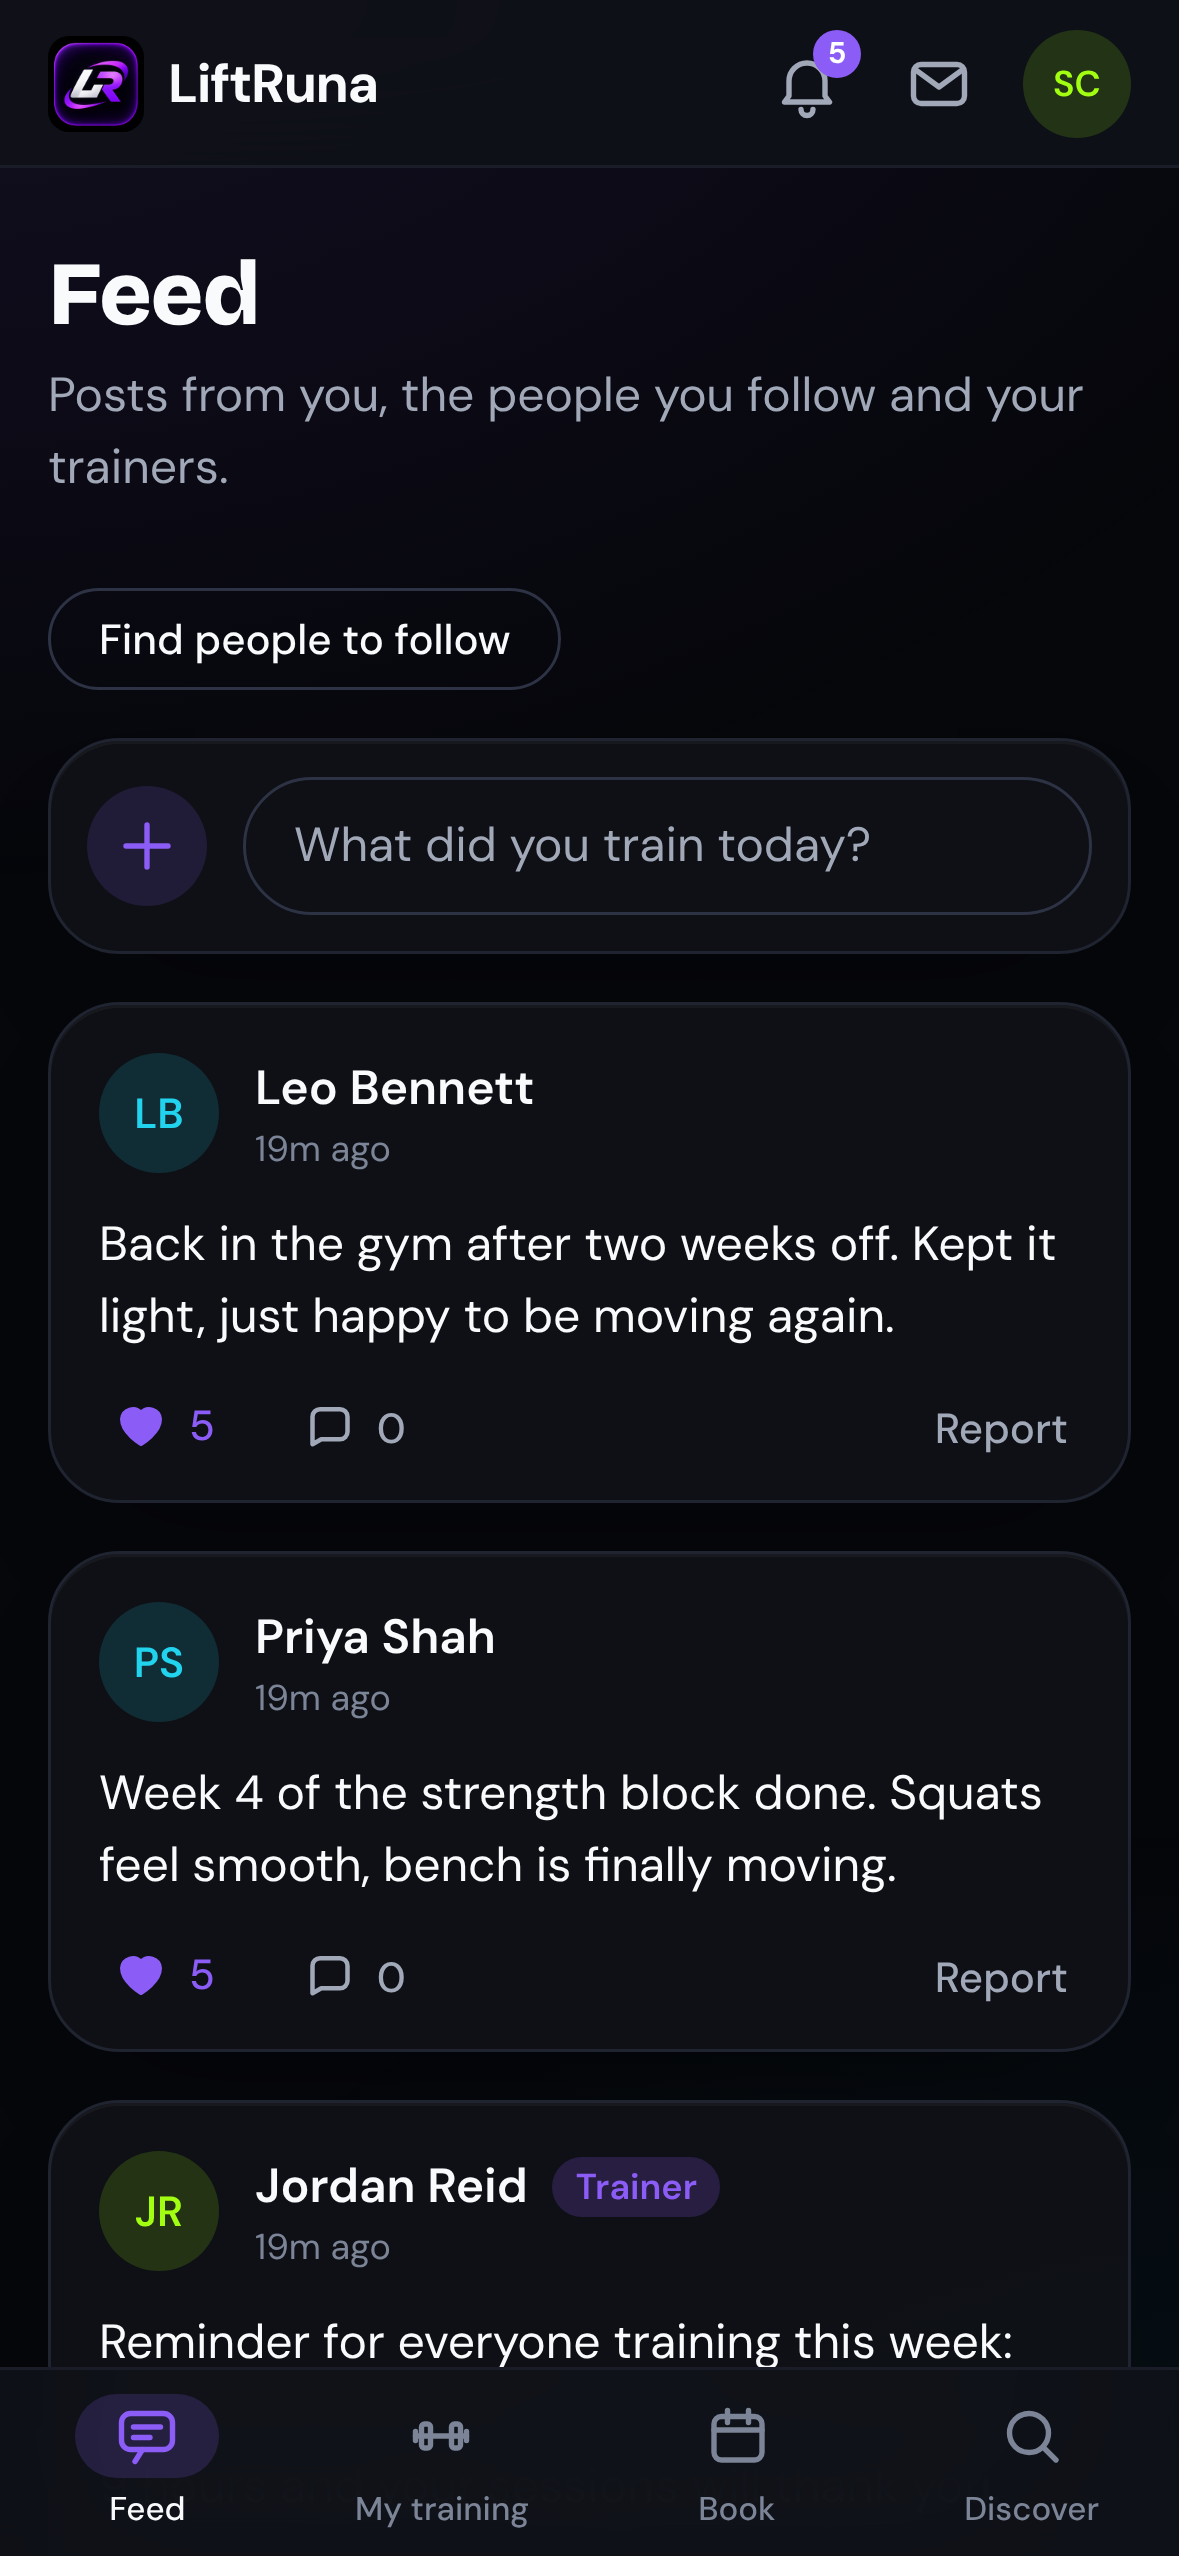 LR
LiftRuna
5
SC
Feed
Posts from you, the people you follow and your
trainers.
Find people to follow
What did you train today?
LB
Leo Bennett
19m ago
Back in the gym after two weeks off. Kept it
light, just happy to be moving again.
5
0
Report
PS
Priya Shah
19m ago
Week 4 of the strength block done. Squats
feel smooth, bench is finally moving.
5
0
Report
JR
Jordan Reid
Trainer
19m ago
Reminder for everyone training this week:
Feed
My training
Book
Discover